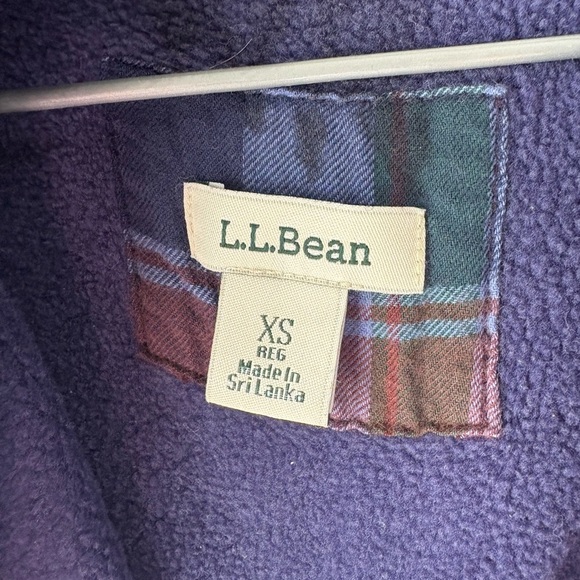 L.L.Bean
XS
REG
Made In
Sri Lanka